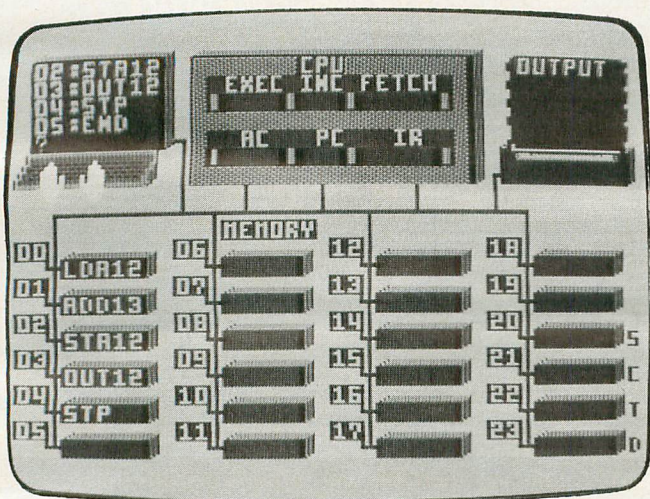 02:STA12
03:OUT12
04:STP
05:END
?
CPU
EXEC INC FETCH
AC PC IR
OUTPUT
MEMORY
00 LDA12
01 ADD13
02 STA12
03 OUT12
04 STP
05
06
07
08
09
10
11
12
13
14
15
16
17
18
19
20 S
21 C
22 T
23 D